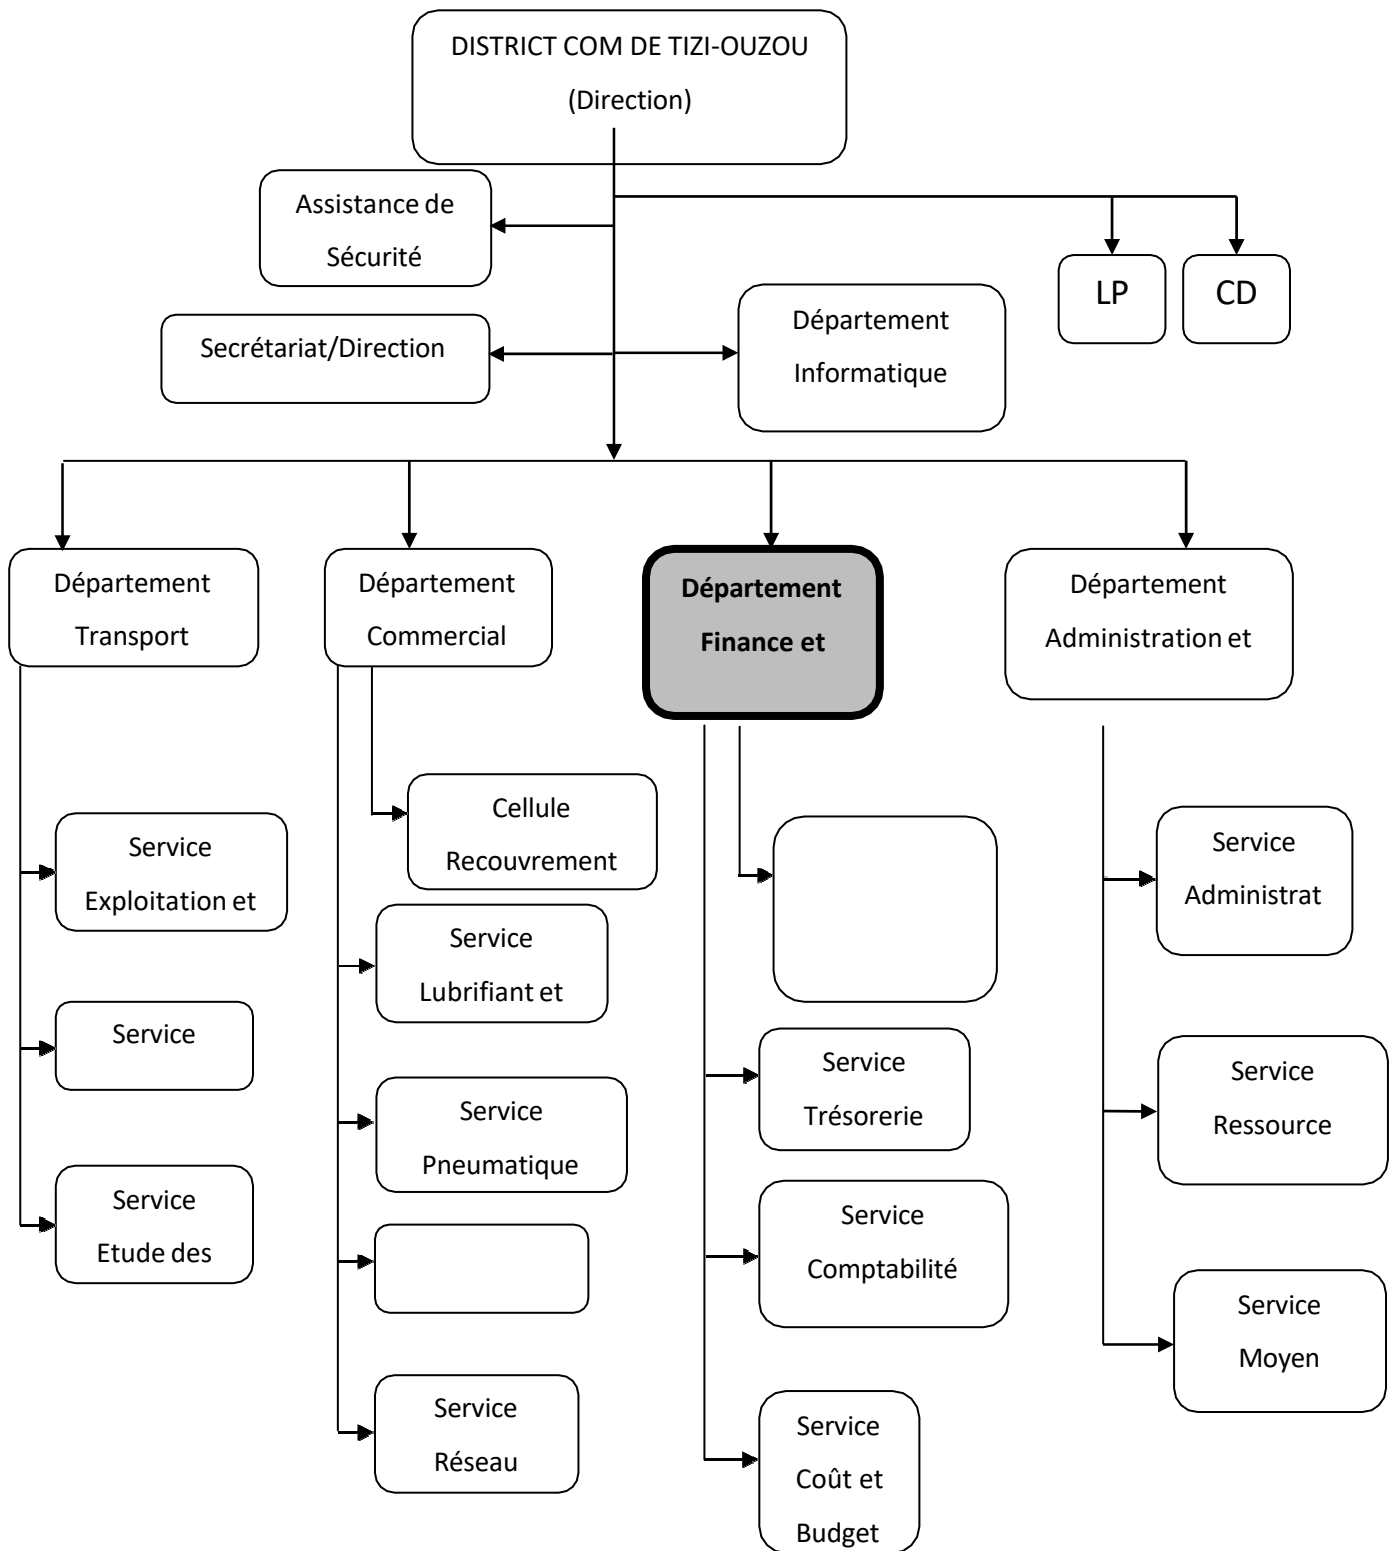 DISTRICT COM DE TIZI-OUZOU
(Direction)
Assistance de
Sécurité
LP
CD
Département
Informatique
Secrétariat/Direction
Département
Transport
Département
Commercial
Département
Finance et
Département
Administration et
Cellule
Recouvrement
Service
Exploitation et
Service
Administrat
Service
Lubrifiant et
Service
Service
Trésorerie
Service
Ressource
Service
Pneumatique
Service
Etude des
Service
Comptabilité
Service
Moyen
Service
Réseau
Service
Coût et
Budget